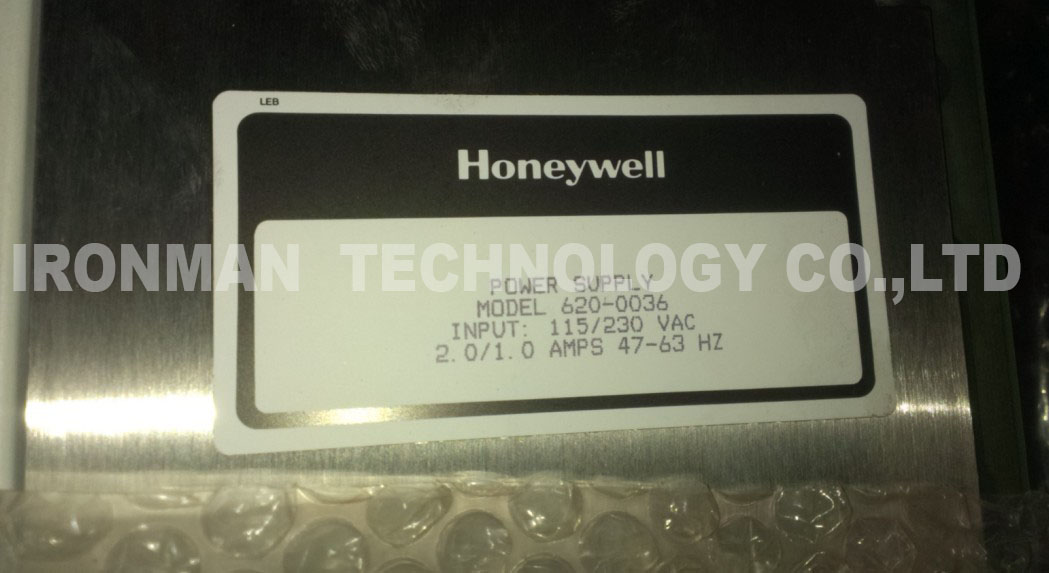 LEB
Honeywell
IRONMAN TECHNOLOGY CO.,LTD
POWER SUPPLY
MODEL 620-0036
INPUT: 115/230 VAC
2.0/1.0 AMPS 47-63 HZ